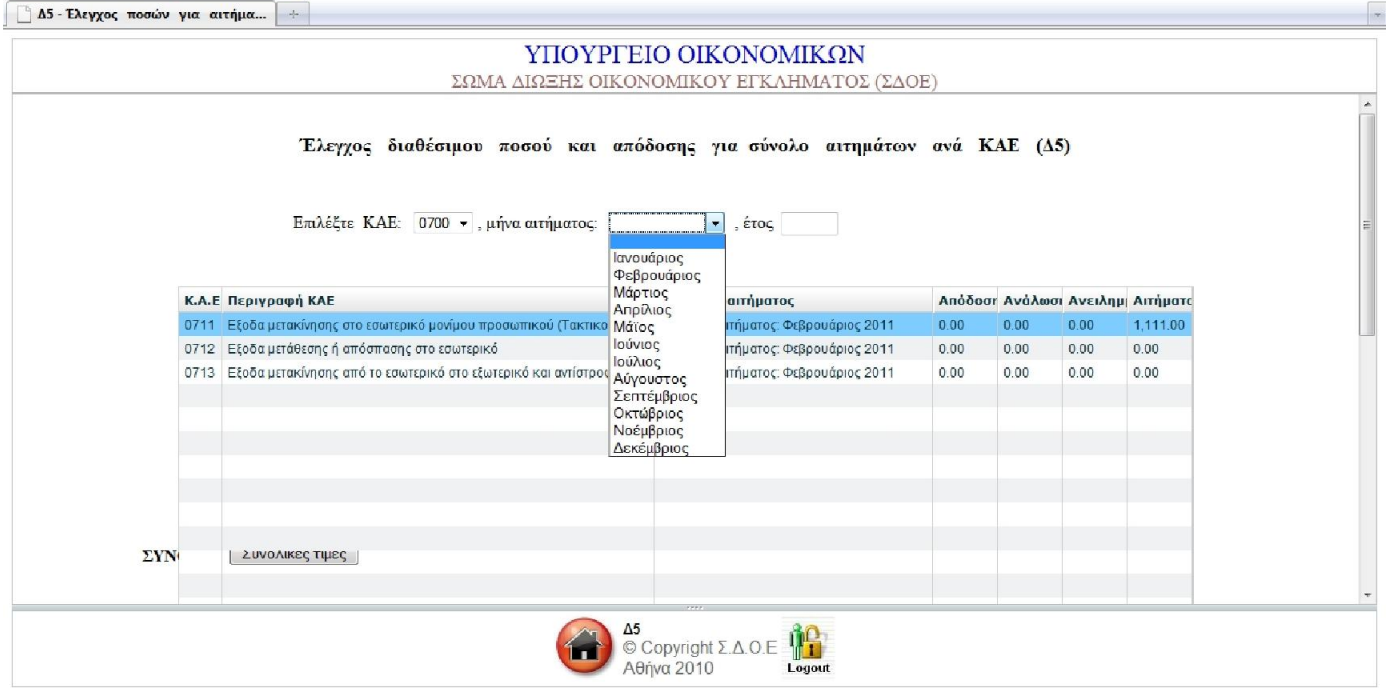 Δ5 - Έλεγχος ποσών για αιτήμα...
ΥΠΟΥΡΓΕΙΟ ΟΙΚΟΝΟΜΙΚΩΝ
ΣΩΜΑ ΔΙΩΞΗΣ ΟΙΚΟΝΟΜΙΚΟΥ ΕΓΚΛΗΜΑΤΟΣ (ΣΔΟΕ)
Έλεγχος διαθέσιμου ποσού και απόδοσης για σύνολο αιτημάτων ανά ΚΑΕ (Δ5)
Επιλέξτε ΚΑΕ: 0700 , μήνα αιτήματος: , έτος
Ιανουάριος
Φεβρουάριος
Μάρτιος
Απρίλιος
Μάϊος
Ιούνιος
Ιούλιος
Αύγουστος
Σεπτέμβριος
Οκτώβριος
Νοέμβριος
Δεκέμβριος
Κ.Α.Ε Περιγραφή ΚΑΕ αιτήματος Απόδοση Ανάλωσι Ανειλημμ Αιτήματα
0711 Εξοδα μετακίνησης στο εσωτερικό μονίμου προσωπικού (Τακτικο ιτήματος: Φεβρουάριος 2011 0.00 0.00 0.00 1,111.00
0712 Εξοδα μετάθεσης ή απόσπασης στο εσωτερικό ιτήματος: Φεβρουάριος 2011 0.00 0.00 0.00 0.00
0713 Εξοδα μετακίνησης από το εσωτερικό στο εξωτερικό και αντίστρος ιτήματος: Φεβρουάριος 2011 0.00 0.00 0.00 0.00
ΣΥΝ Συνολικές τιμές
Δ5
© Copyright Σ.Δ.Ο.Ε
Αθήνα 2010
Logout